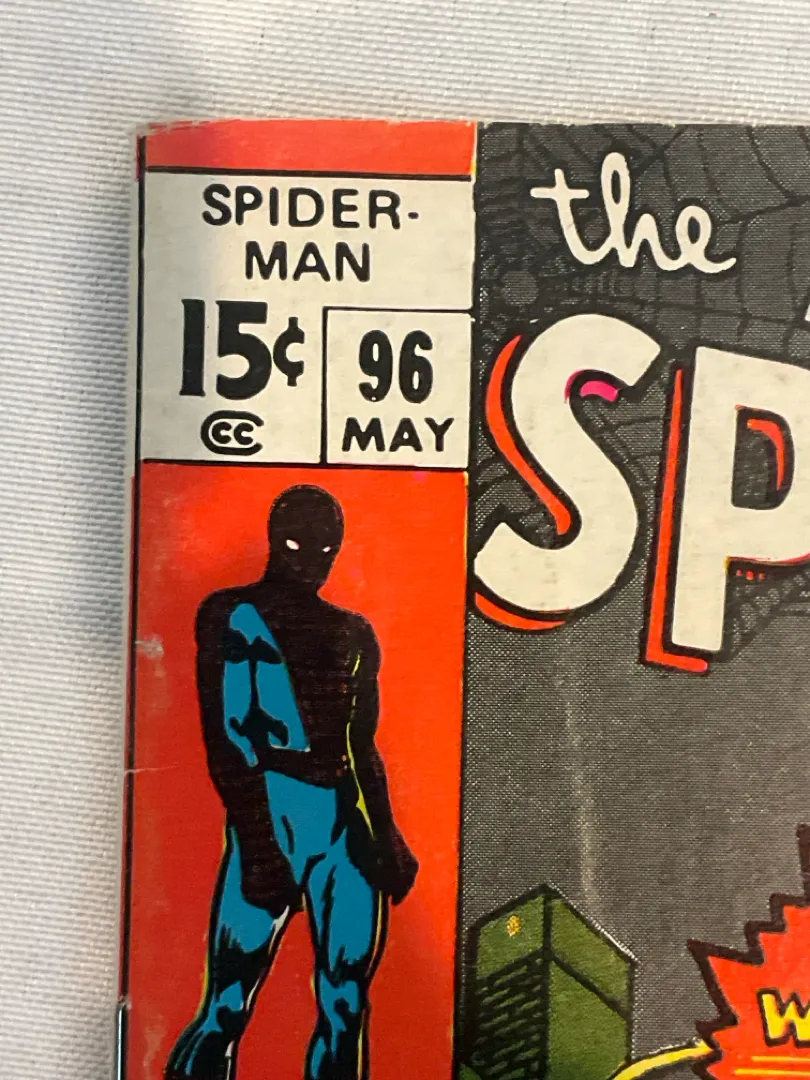 SPIDER-
MAN
15¢
CC
96
MAY
the
SP
W